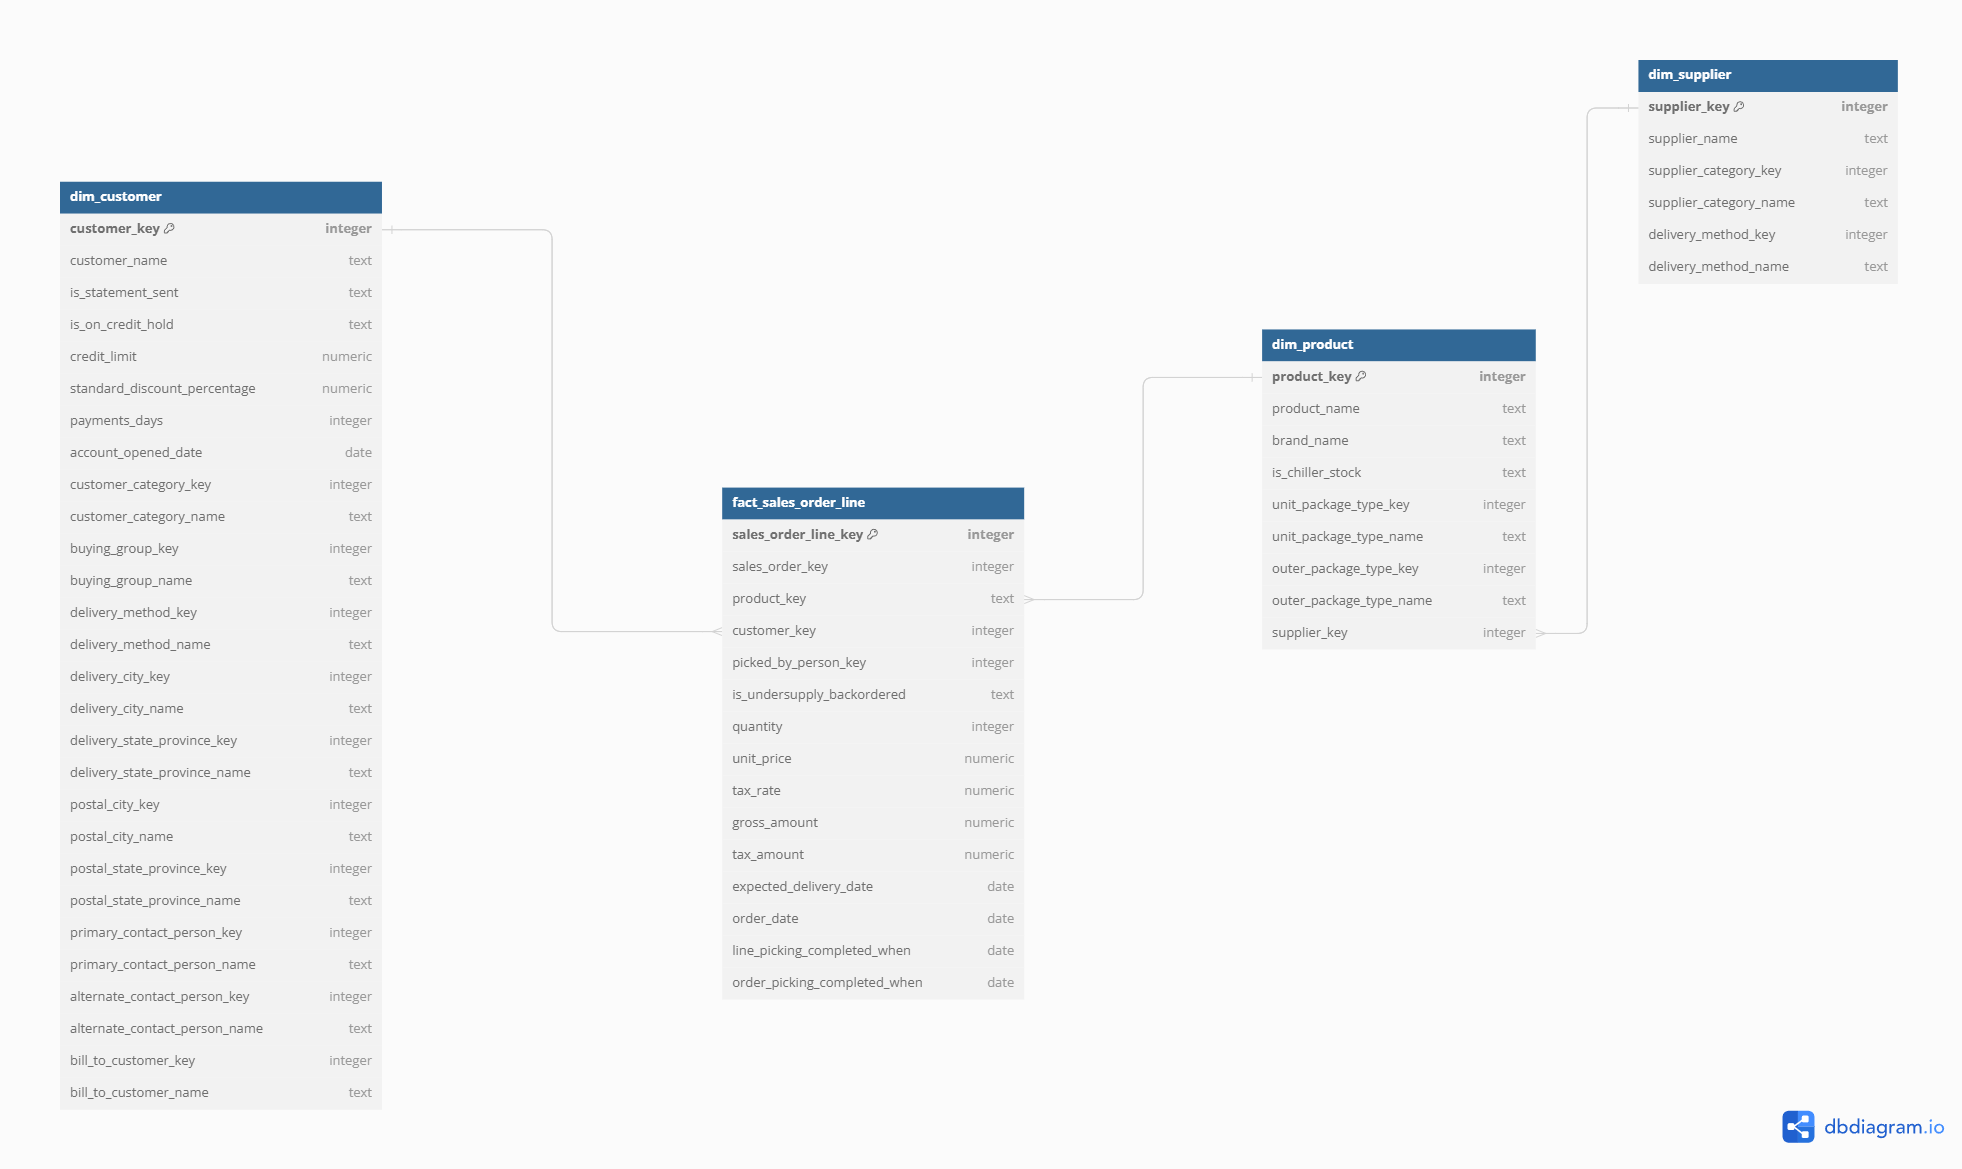 dim_supplier
supplier_key integer
supplier_name text
supplier_category_key integer
supplier_category_name text
delivery_method_key integer
delivery_method_name text
dim_customer
customer_key integer
customer_name text
is_statement_sent text
is_on_credit_hold text
credit_limit numeric
standard_discount_percentage numeric
payments_days integer
account_opened_date date
customer_category_key integer
customer_category_name text
buying_group_key integer
buying_group_name text
delivery_method_key integer
delivery_method_name text
delivery_city_key integer
delivery_city_name text
delivery_state_province_key integer
delivery_state_province_name text
postal_city_key integer
postal_city_name text
postal_state_province_key integer
postal_state_province_name text
primary_contact_person_key integer
primary_contact_person_name text
alternate_contact_person_key integer
alternate_contact_person_name text
bill_to_customer_key integer
bill_to_customer_name text
dim_product
product_key integer
product_name text
brand_name text
is_chiller_stock text
unit_package_type_key integer
unit_package_type_name text
outer_package_type_key integer
outer_package_type_name text
supplier_key integer
fact_sales_order_line
sales_order_line_key integer
sales_order_key integer
product_key text
customer_key integer
picked_by_person_key integer
is_undersupply_backordered text
quantity integer
unit_price numeric
tax_rate numeric
gross_amount numeric
tax_amount numeric
expected_delivery_date date
order_date date
line_picking_completed_when date
order_picking_completed_when date
dbdiagram.io